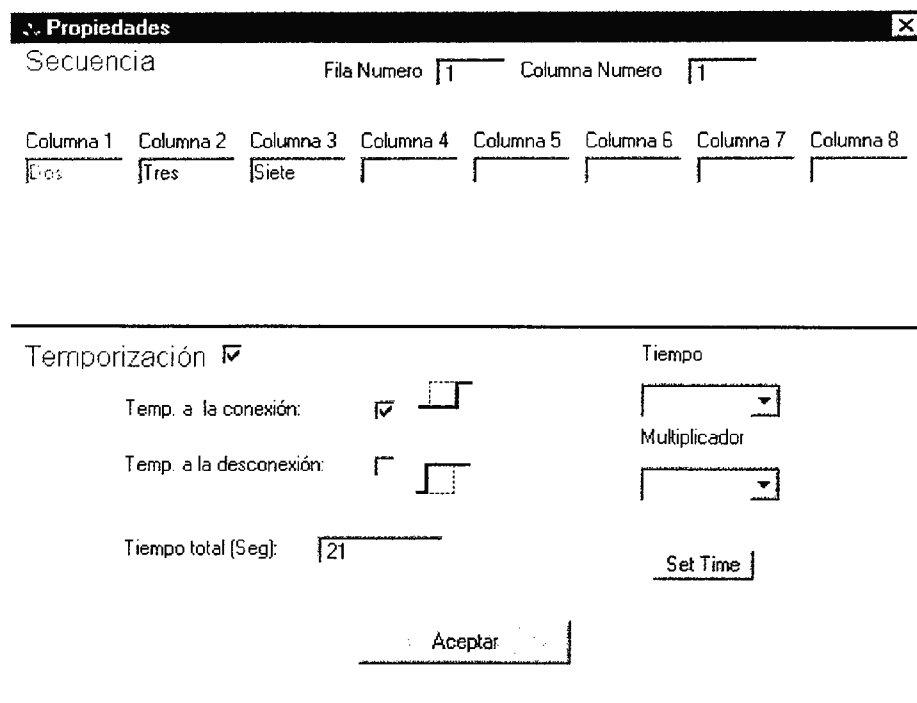 Propiedades
Secuencia
Fila Numero 1 Columna Numero 1
Columna 1 Columna 2 Columna 3 Columna 4 Columna 5 Columna 6 Columna 7 Columna 8
Dos Tres Siete
Temporización
Tiempo
Temp. a la conexión:
Multiplicador
Temp. a la desconexión:
Tiempo total (Seg): 21
Set Time
Aceptar